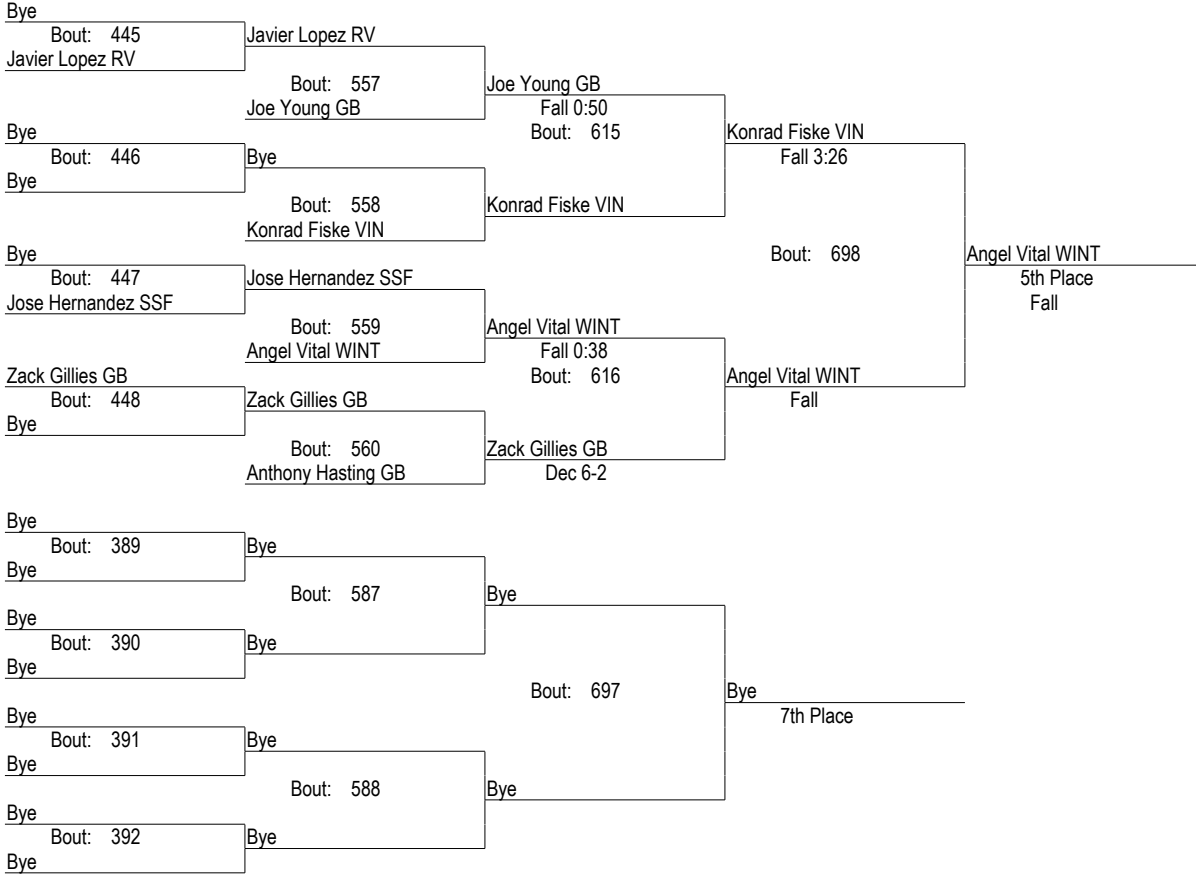 Bye
Bout: 445 Javier Lopez RV
Javier Lopez RV
Bout: 557 Joe Young GB
Joe Young GB Fall 0:50
Bye Bout: 615 Konrad Fiske VIN
Bout: 446 Bye Fall 3:26
Bye
Bout: 558 Konrad Fiske VIN
Konrad Fiske VIN
Bye Bout: 698 Angel Vital WINT
Bout: 447 Jose Hernandez SSF 5th Place
Jose Hernandez SSF Fall
Bout: 559 Angel Vital WINT
Angel Vital WINT Fall 0:38
Zack Gillies GB Bout: 616 Angel Vital WINT
Bout: 448 Zack Gillies GB Fall
Bye
Bout: 560 Zack Gillies GB
Anthony Hasting GB Dec 6-2
Bye
Bout: 389 Bye
Bye
Bout: 587 Bye
Bye
Bout: 390 Bye
Bye
Bout: 697 Bye
Bye 7th Place
Bout: 391 Bye
Bye
Bout: 588 Bye
Bye
Bout: 392 Bye
Bye